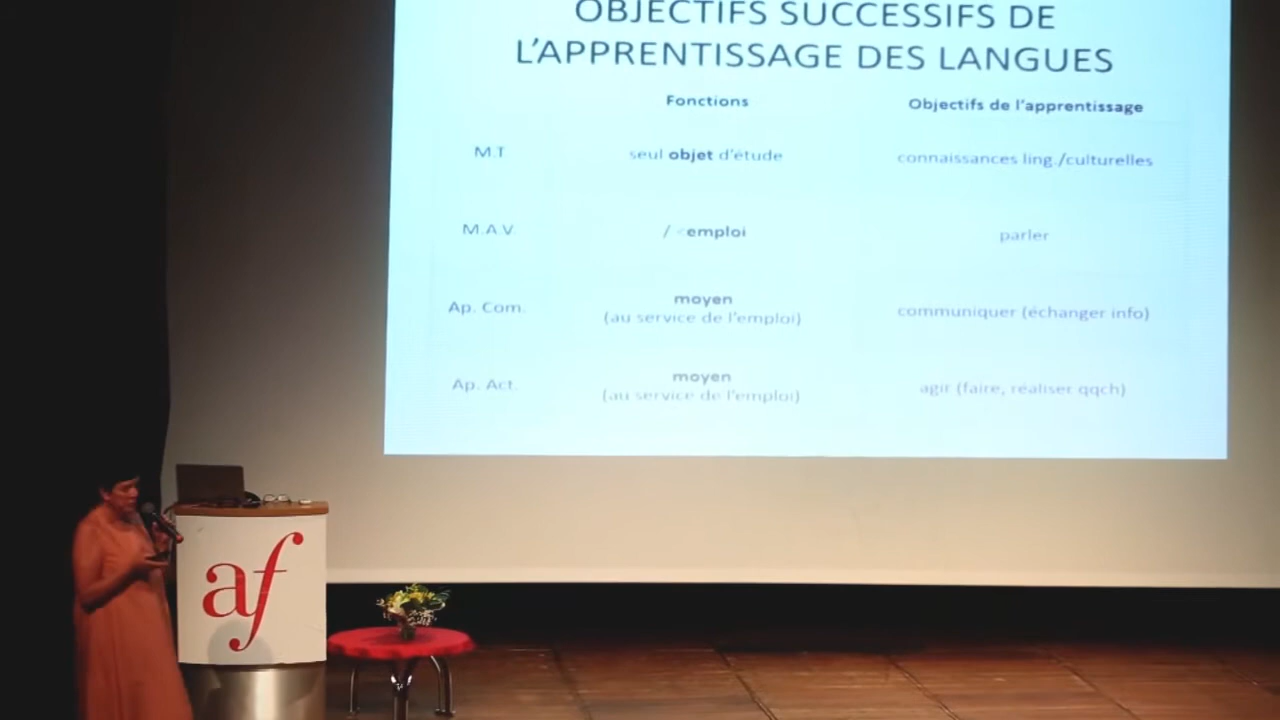 OBJECTIFS SUCCESSIFS DE
L'APPRENTISSAGE DES LANGUES
Fonctions Objectifs de l'apprentissage
M.T seul objet d'étude connaissances ling./culturelles
M.A.V. / emploi parler
Ap. Com. moyen communiquer (échanger info)
(au service de l'emploi)
Ap. Act. moyen agir (faire, réaliser qqch)
(au service de l'emploi)
af